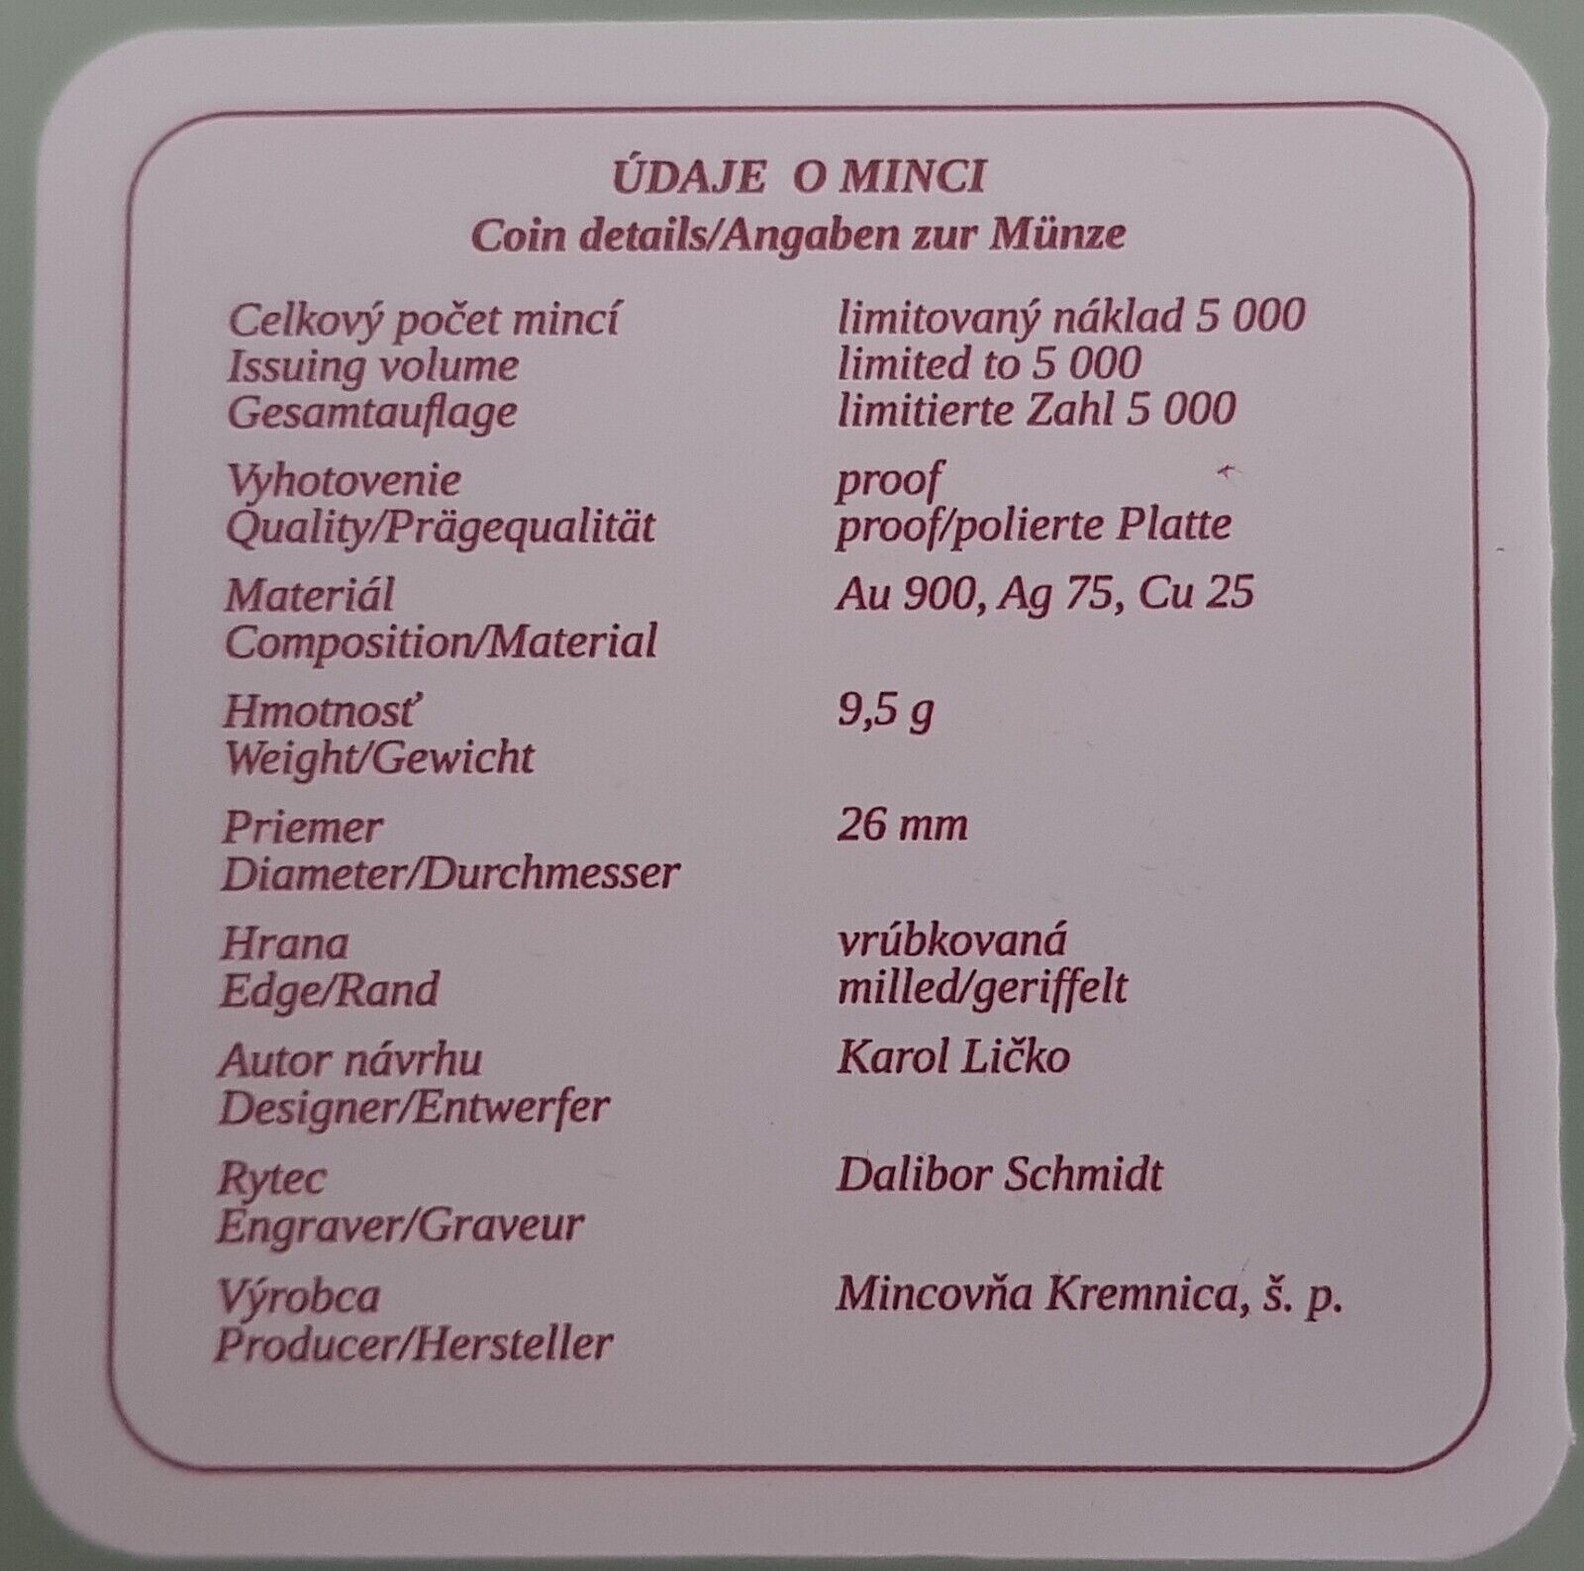 ÚDAJE O MINCI
Coin details/Angaben zur Münze
Celkový počet mincí limitovaný náklad 5 000
Issuing volume limited to 5 000
Gesamtauflage limitierte Zahl 5 000
Vyhotovenie proof
Quality/Prägequalität proof/polierte Platte
Materiál Au 900, Ag 75, Cu 25
Composition/Material
Hmotnosť 9,5 g
Weight/Gewicht
Priemer 26 mm
Diameter/Durchmesser
Hrana vrúbkovaná
Edge/Rand milled/geriffelt
Autor návrhu Karol Ličko
Designer/Entwerfer
Rytec Dalibor Schmidt
Engraver/Graveur
Výrobca Mincovňa Kremnica, š. p.
Producer/Hersteller